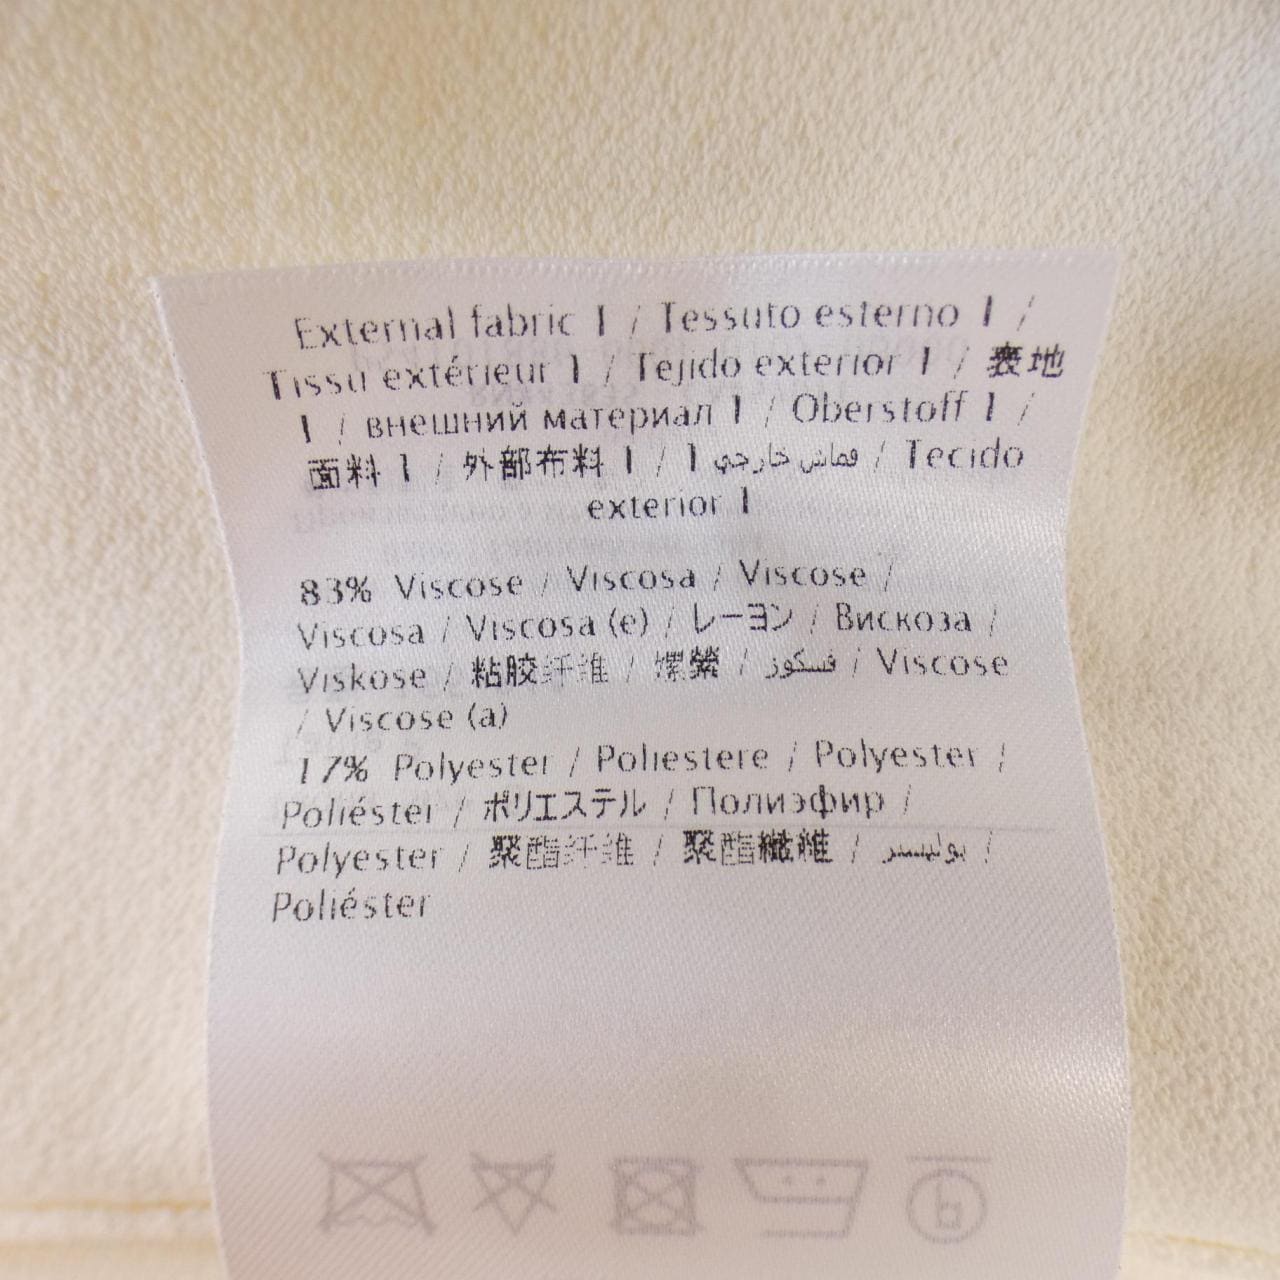 External fabric 1 / Tessuto esterno 1 /
Tissu extérieur 1 / Tejido exterior 1 / 表地
1 / внешний материал 1 / Oberstoff 1 /
面料 1 / 外部布料 1 / 1 قماش خارجي / Tecido
exterior 1
83% Viscose / Viscosa / Viscose /
Viscosa / Viscosa (e) / レーヨン / Вискоза /
Viskose / 粘胶纤维 / 嫘縈 / فسكوز / Viscose
/ Viscose (a)
17% Polyester / Poliestere / Polyester /
Poliéster / ポリエステル / Полиэфир /
Polyester / 聚酯纤维 / 聚酯纖維 / بوليستر /
Poliéster